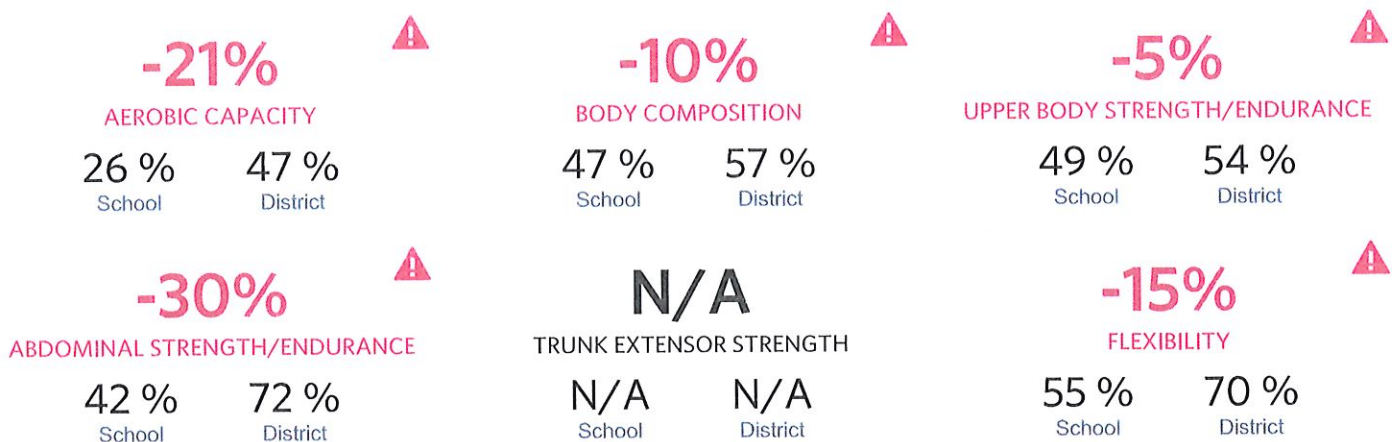 -21%
AEROBIC CAPACITY
26 % 47 %
School District
-10%
BODY COMPOSITION
47 % 57 %
School District
-5%
UPPER BODY STRENGTH/ENDURANCE
49 % 54 %
School District
-30%
ABDOMINAL STRENGTH/ENDURANCE
42 % 72 %
School District
N/A
TRUNK EXTENSOR STRENGTH
N/A N/A
School District
-15%
FLEXIBILITY
55 % 70 %
School District